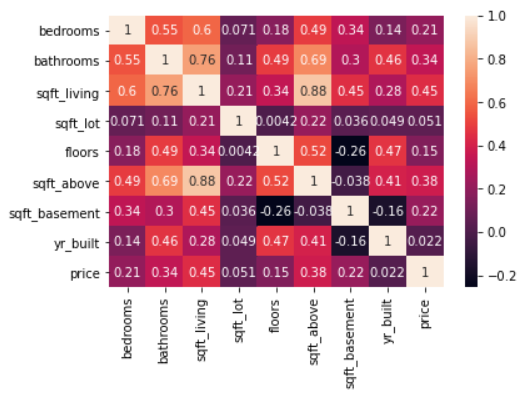 bedrooms 1 0.55 0.6 0.071 0.18 0.49 0.34 0.14 0.21
bathrooms 0.55 1 0.76 0.11 0.49 0.69 0.3 0.46 0.34
sqft_living 0.6 0.76 1 0.21 0.34 0.88 0.45 0.28 0.45
sqft_lot 0.071 0.11 0.21 1 0.0042 0.22 0.036 0.049 0.051
floors 0.18 0.49 0.34 0.0042 1 0.52 -0.26 0.47 0.15
sqft_above 0.49 0.69 0.88 0.22 0.52 1 -0.038 0.41 0.38
sqft_basement 0.34 0.3 0.45 0.036 -0.26 -0.038 1 -0.16 0.22
yr_built 0.14 0.46 0.28 0.049 0.47 0.41 -0.16 1 0.022
price 0.21 0.34 0.45 0.051 0.15 0.38 0.22 0.022 1
bedrooms
bathrooms
sqft_living
sqft_lot
floors
sqft_above
sqft_basement
yr_built
price
1.0
0.8
0.6
0.4
0.2
0.0
−0.2